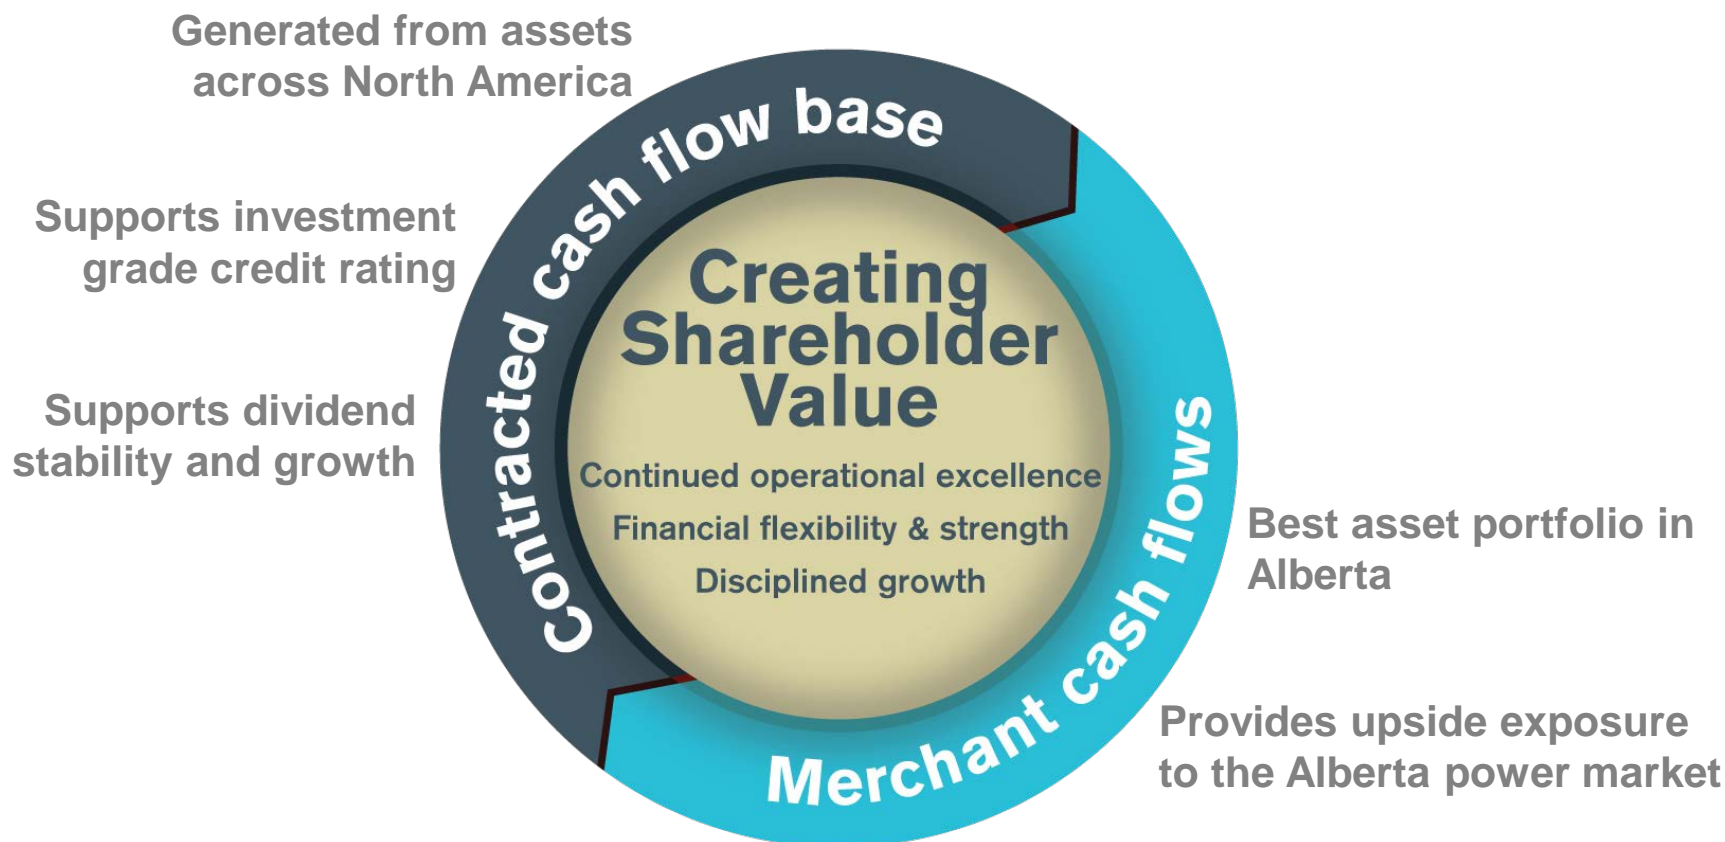 Generated from assets
across North America
Supports investment
grade credit rating
Supports dividend
stability and growth
Contracted cash flow base
Creating
Shareholder
Value
Continued operational excellence
Financial flexibility & strength
Disciplined growth
Merchant cash flows
Best asset portfolio in
Alberta
Provides upside exposure
to the Alberta power market